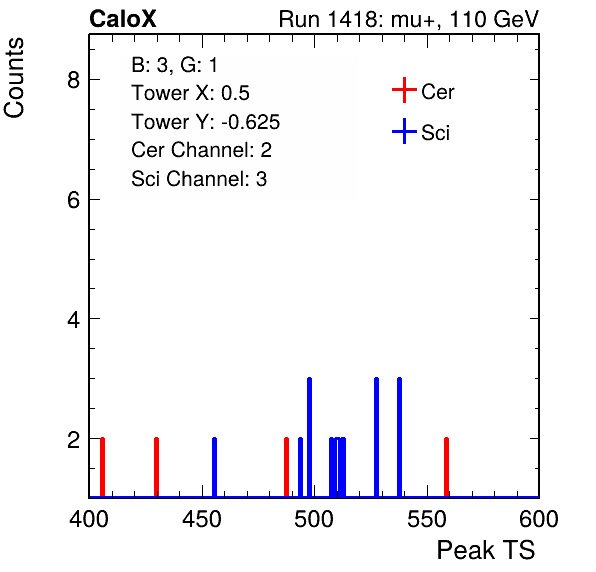 CaloX Run 1418: mu+, 110 GeV
Counts
B: 3, G: 1
Tower X: 0.5
Tower Y: -0.625
Cer Channel: 2
Sci Channel: 3
Cer
Sci
8
6
4
2
400 450 500 550 600
Peak TS